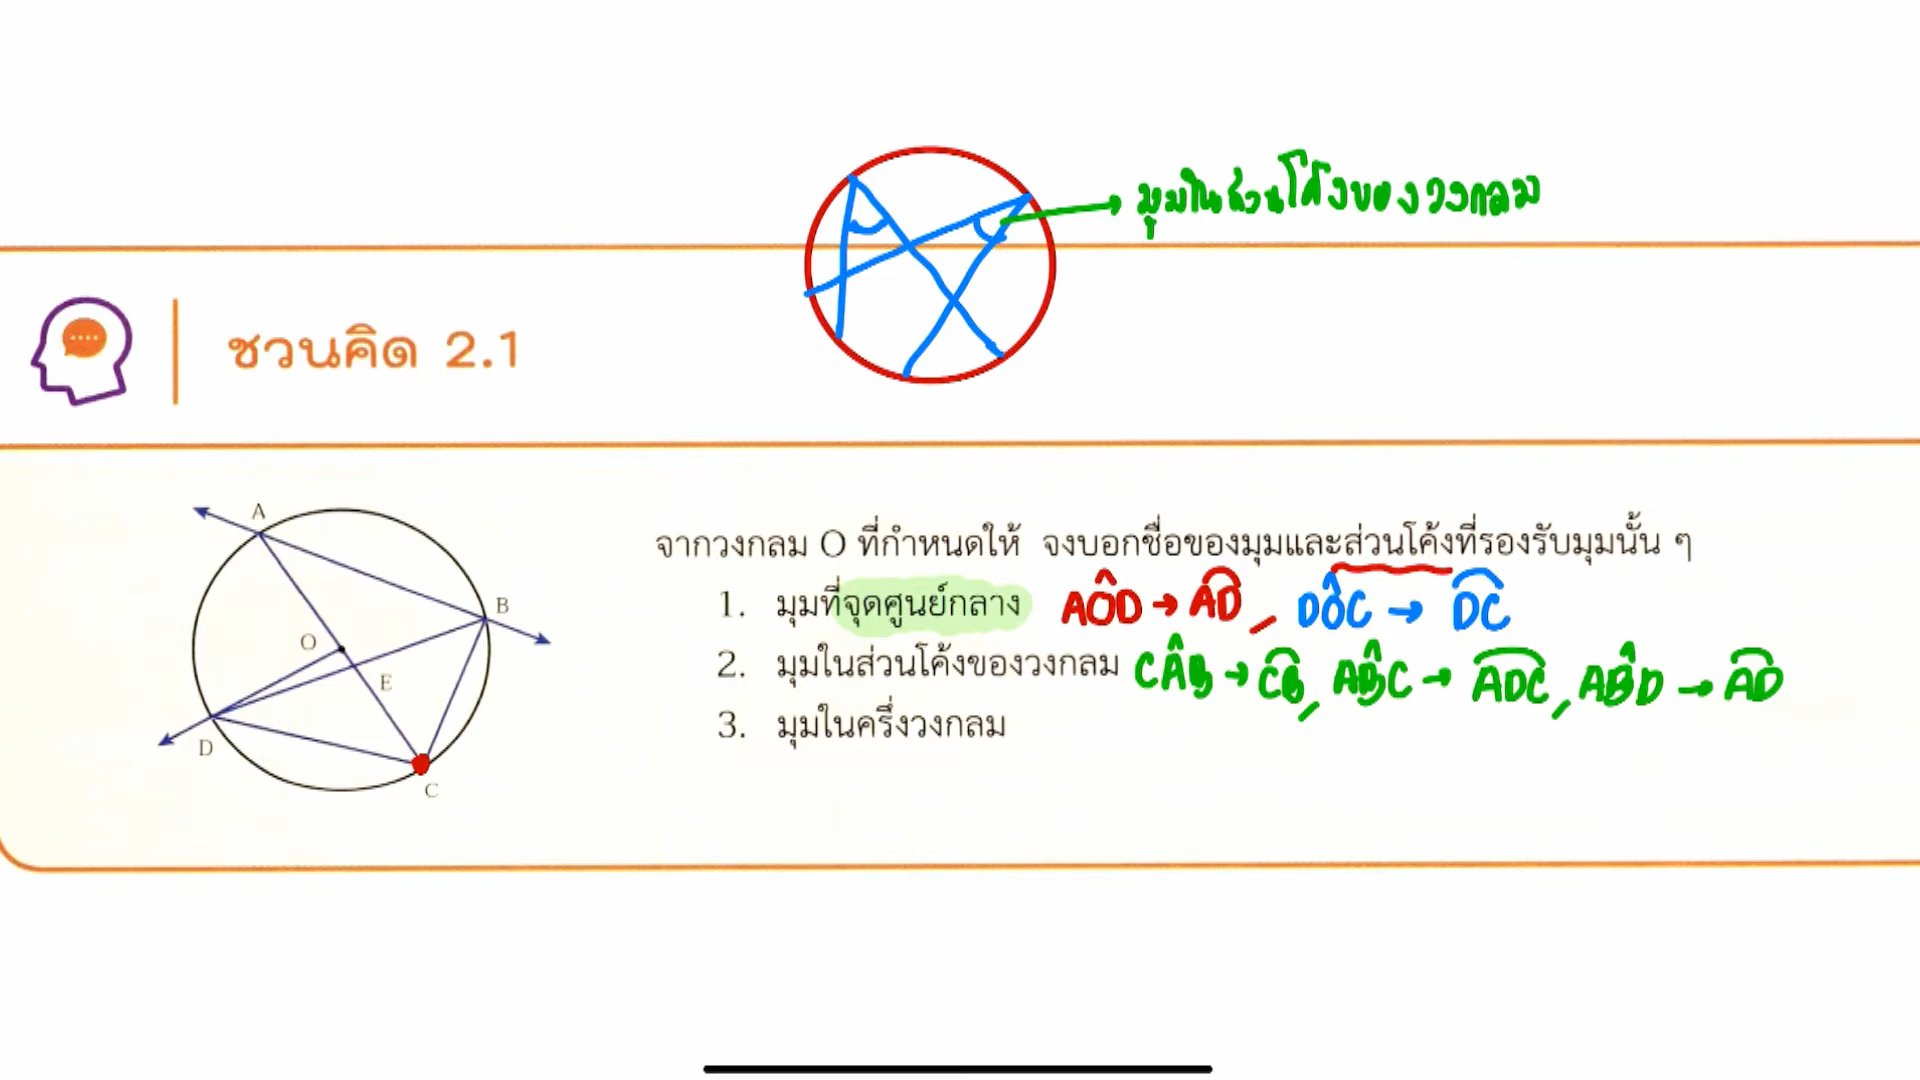 มุมในส่วนโค้งของวงกลม
ชวนคิด 2.1
A
B
O
E
D
C
จากวงกลม O ที่กำหนดให้ จงบอกชื่อของมุมและส่วนโค้งที่รองรับมุมนั้น ๆ
1. มุมที่จุดศูนย์กลาง AÔD → A͡D, DÔC → D͡C
2. มุมในส่วนโค้งของวงกลม CÂB → C͡B, AB̂C → A͡DC, AB̂D → A͡D
3. มุมในครึ่งวงกลม